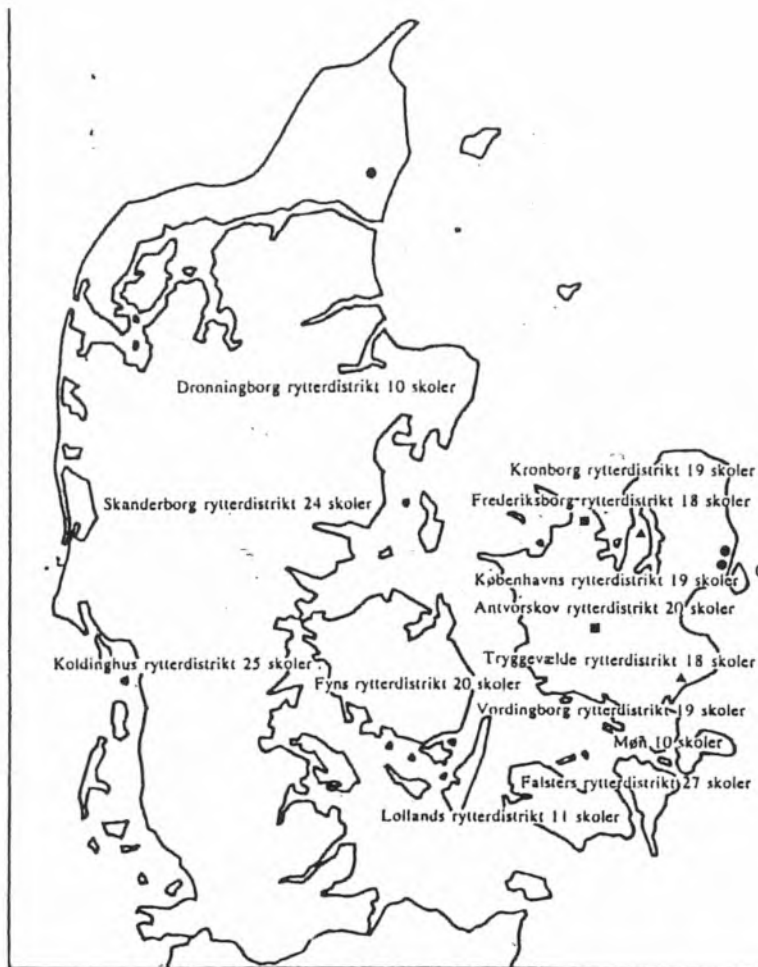 Dronningborg rytterdistrikt 10 skoler
Kronborg rytterdistrikt 19 skoler
Frederiksborg rytterdistrikt 18 skoler
Skanderborg rytterdistrikt 24 skoler
Københavns rytterdistrikt 19 skoler
Antvorskov rytterdistrikt 20 skoler
Koldinghus rytterdistrikt 25 skoler
Tryggevælde rytterdistrikt 18 skoler
Fyns rytterdistrikt 20 skoler
Vordingborg rytterdistrikt 19 skoler
Møn 10 skoler
Falsters rytterdistrikt 27 skoler
Lollands rytterdistrikt 11 skoler